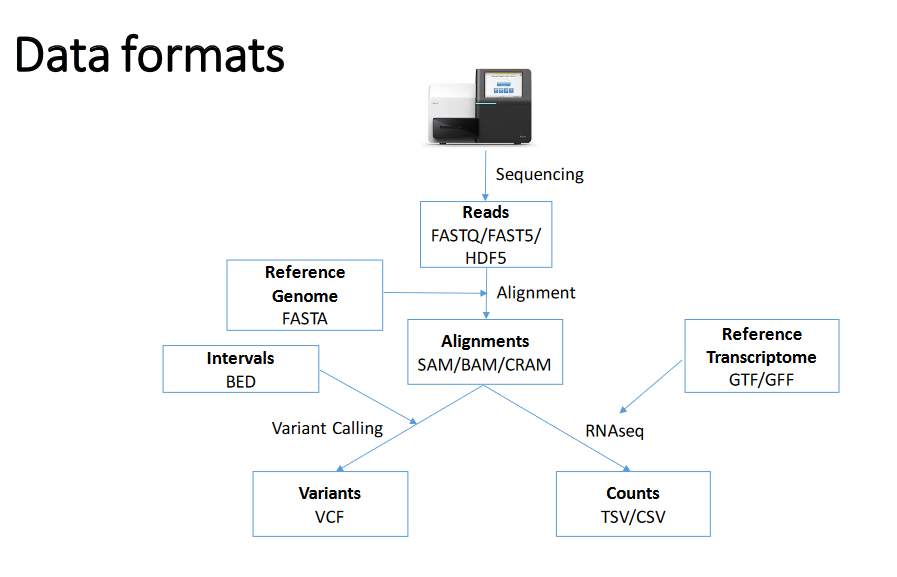 Data formats
Sequencing
Reads
FASTQ/FAST5/
HDF5
Reference
Genome
FASTA
Alignment
Alignments
SAM/BAM/CRAM
Reference
Transcriptome
GTF/GFF
Intervals
BED
Variant Calling
RNAseq
Variants
VCF
Counts
TSV/CSV